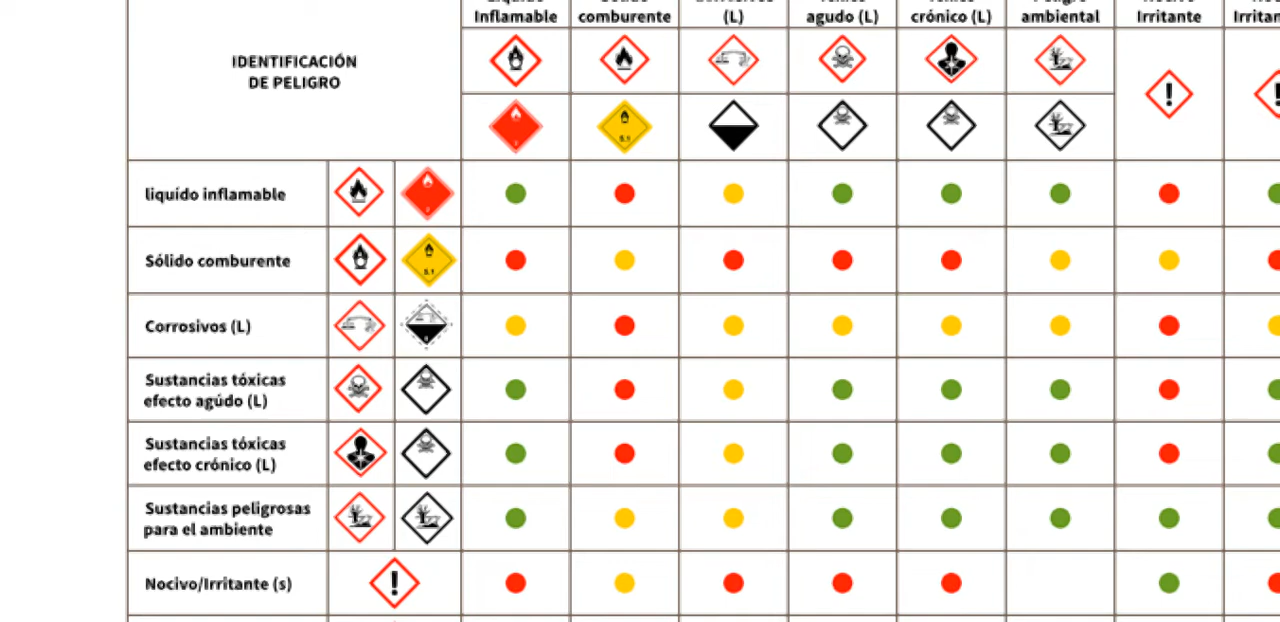 Inflamable
comburente
(L)
agudo (L)
crónico (L)
ambiental
Irritante
IDENTIFICACIÓN
DE PELIGRO
5.1
liquído inflamable
Sólido comburente
5.1
Corrosivos (L)
Sustancias tóxicas
efecto agúdo (L)
Sustancias tóxicas
efecto crónico (L)
Sustancias peligrosas
para el ambiente
Nocivo/Irritante (s)